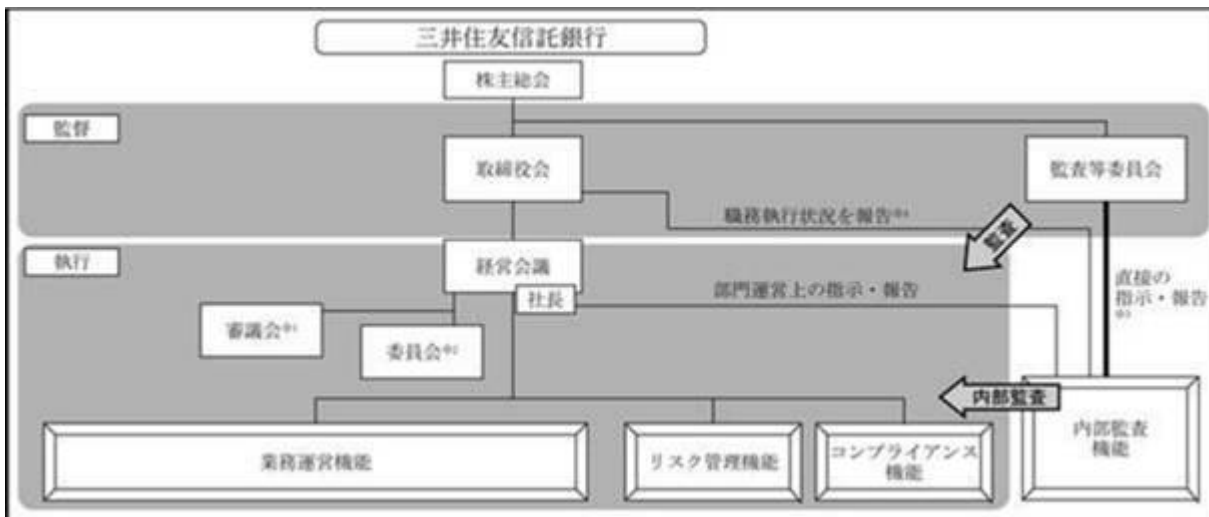 三井住友信託銀行
株主総会
監督
取締役会
監査等委員会
職務執行状況を報告
監査
執行
経営会議
社長
部門運営上の指示・報告
直接の
指示・報告
※3
審議会※1
委員会※2
内部監査
業務運営機能
リスク管理機能
コンプライアンス
機能
内部監査
機能